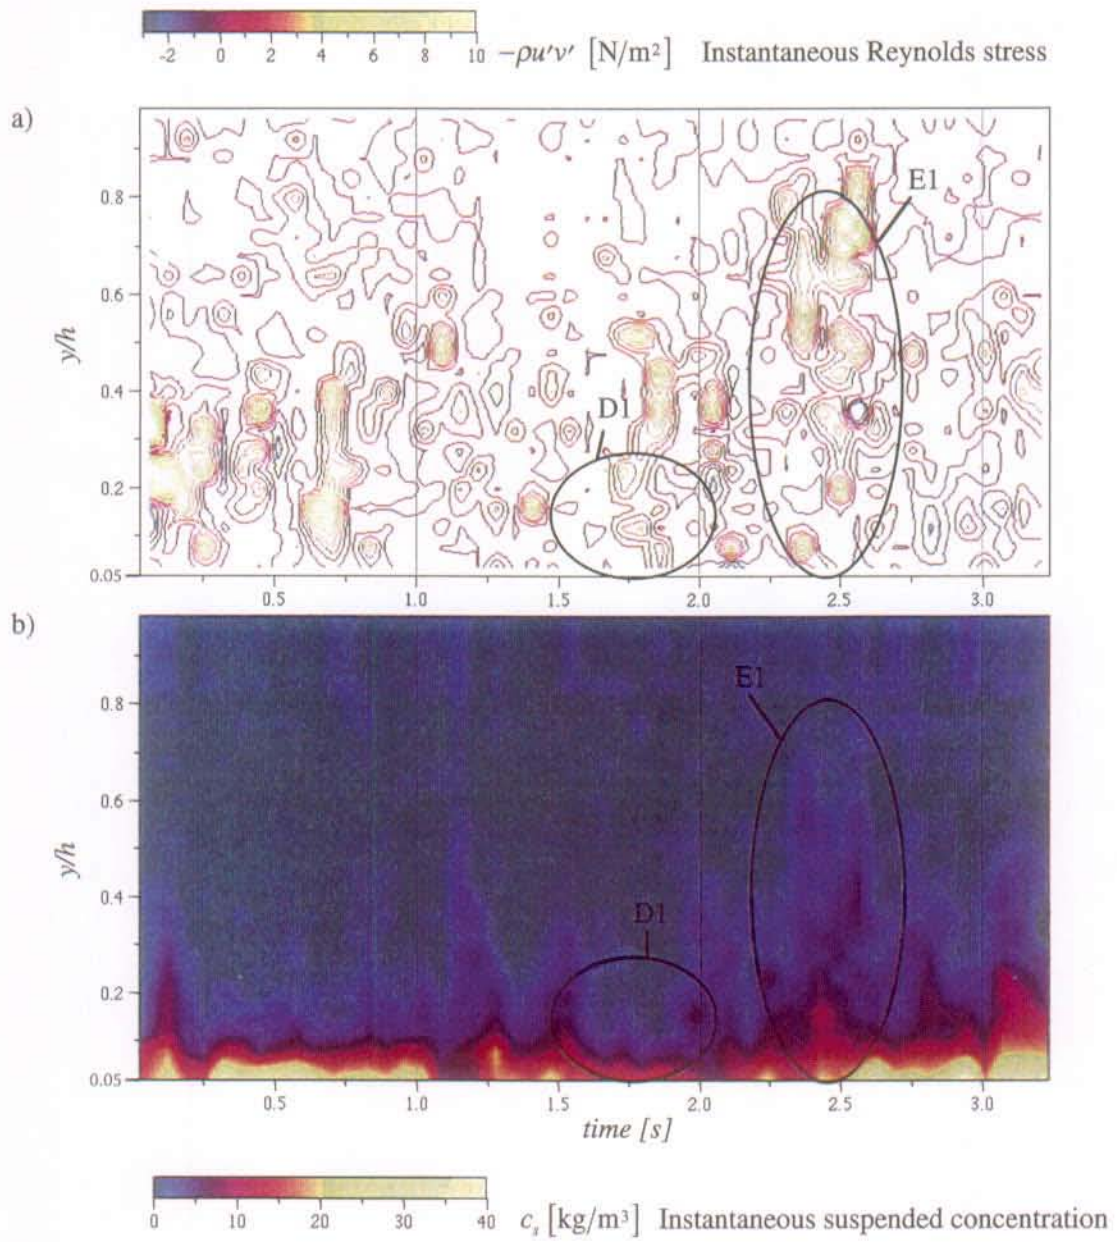 -2 0 2 4 6 8 10 −ρu'v' [N/m²] Instantaneous Reynolds stress
a)
E1
0.8
0.6
y/h
0.4
D1
0.2
0.05
0.5 1.0 1.5 2.0 2.5 3.0
b)
E1
0.8
0.6
y/h
0.4
D1
0.2
0.05
0.5 1.0 1.5 2.0 2.5 3.0
time [s]
0 10 20 30 40 cₛ [kg/m³] Instantaneous suspended concentration